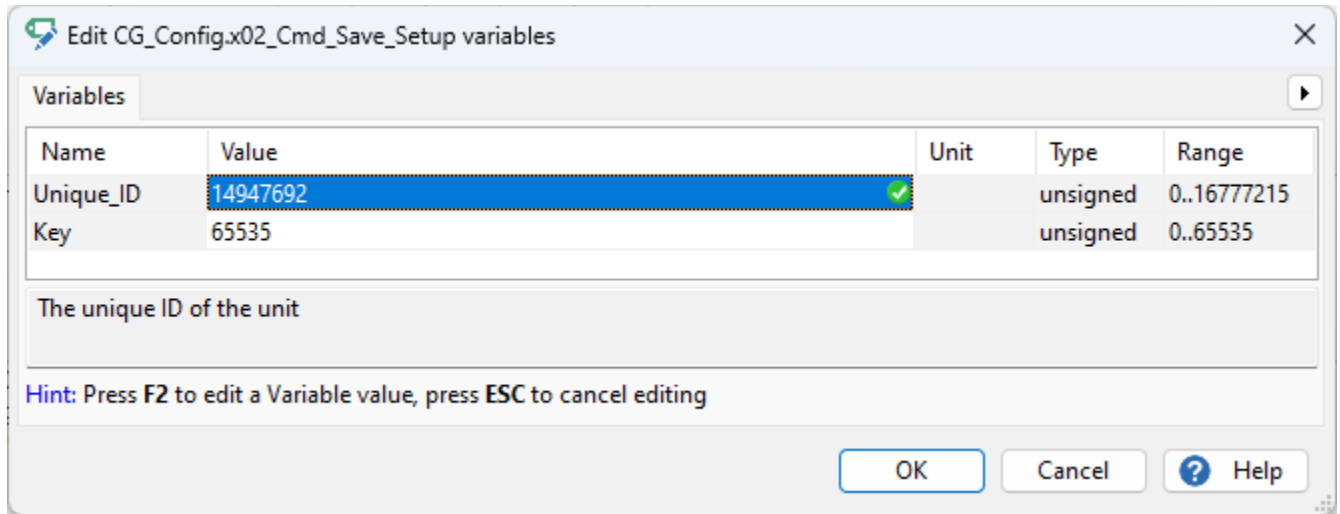 Edit CG_Config.x02_Cmd_Save_Setup variables
Variables
Name Value Unit Type Range
Unique_ID 14947692 unsigned 0..16777215
Key 65535 unsigned 0..65535
The unique ID of the unit
Hint: Press F2 to edit a Variable value, press ESC to cancel editing
OK Cancel Help